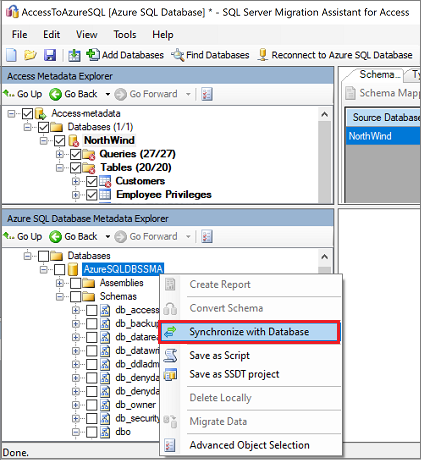 AccessToAzureSQL [Azure SQL Database] * - SQL Server Migration Assistant for Access
File Edit View Tools Help
Add Databases Find Databases Reconnect to Azure SQL Database
Access Metadata Explorer
Go Up Go Back Go Forward
Access-metadata
Databases (1/1)
NorthWind
Queries (27/27)
Tables (20/20)
Customers
Employee Privileges
Schema... Ty
Schema Mapp
Source Database
NorthWind
Azure SQL Database Metadata Explorer
Go Up Go Back Go Forward
Databases
AzureSQLDBSSMA
Assemblies
Schemas
db_access
db_backup
db_datarea
db_datawri
db_ddladm
db_denyda
db_denyda
db_owner
db_security
dbo
Create Report
Convert Schema
Synchronize with Database
Save as Script
Save as SSDT project
Delete Locally
Migrate Data
Advanced Object Selection
Done.